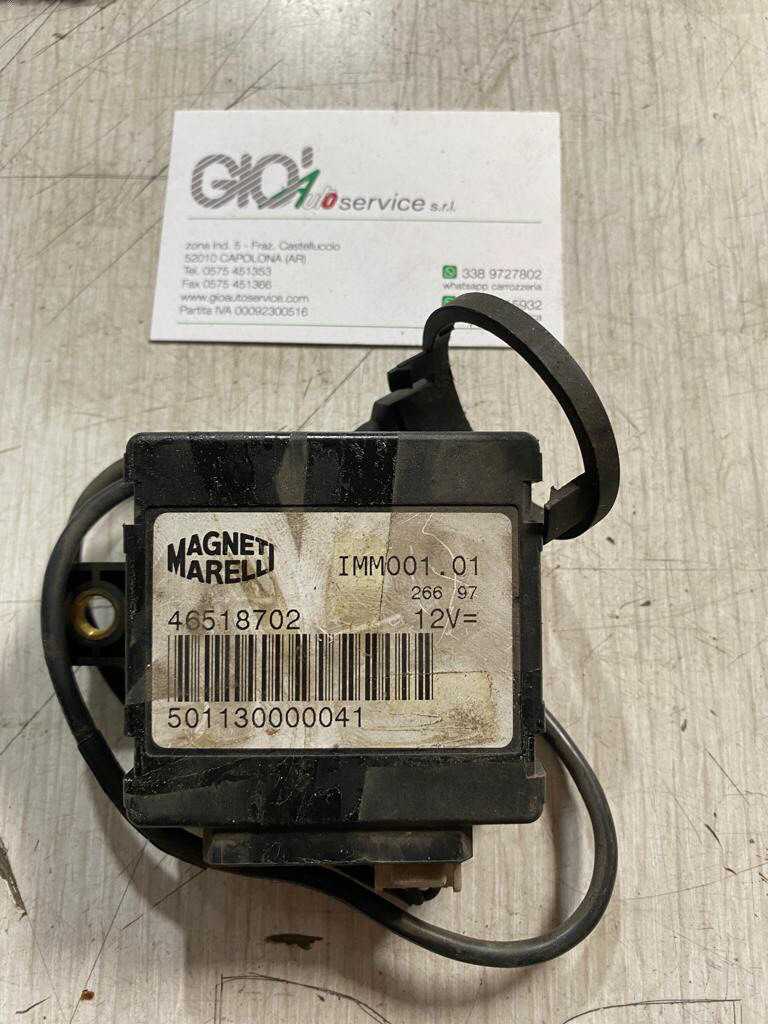 GIO' Auto service s.r.l.
zona Ind. 5 - Fraz. Castelluccio
52010 CAPOLONA (AR)
Tel. 0575 451353
Fax 0575 451366
www.gioautoservice.com
Partita IVA 00092300516
338 9727802
whatsapp carrozzeria
5932
MAGNETI
MARELLI
IMM001.01
266 97
46518702
12V=
501130000041